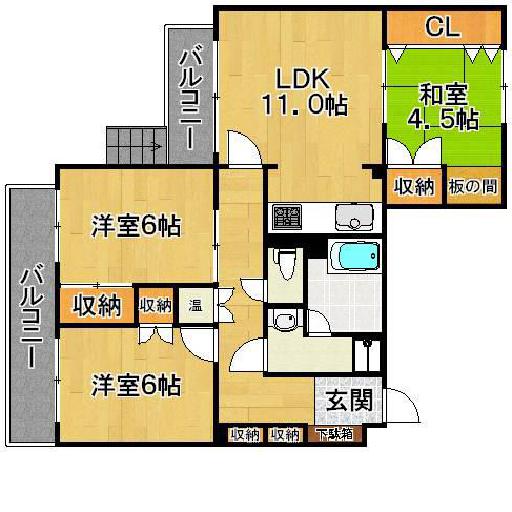 バルコニー
LDK
11.0帖
CL
和室
4.5帖
収納
板の間
洋室6帖
バルコニー
収納
収納
温
洋室6帖
玄関
収納
収納
下駄箱